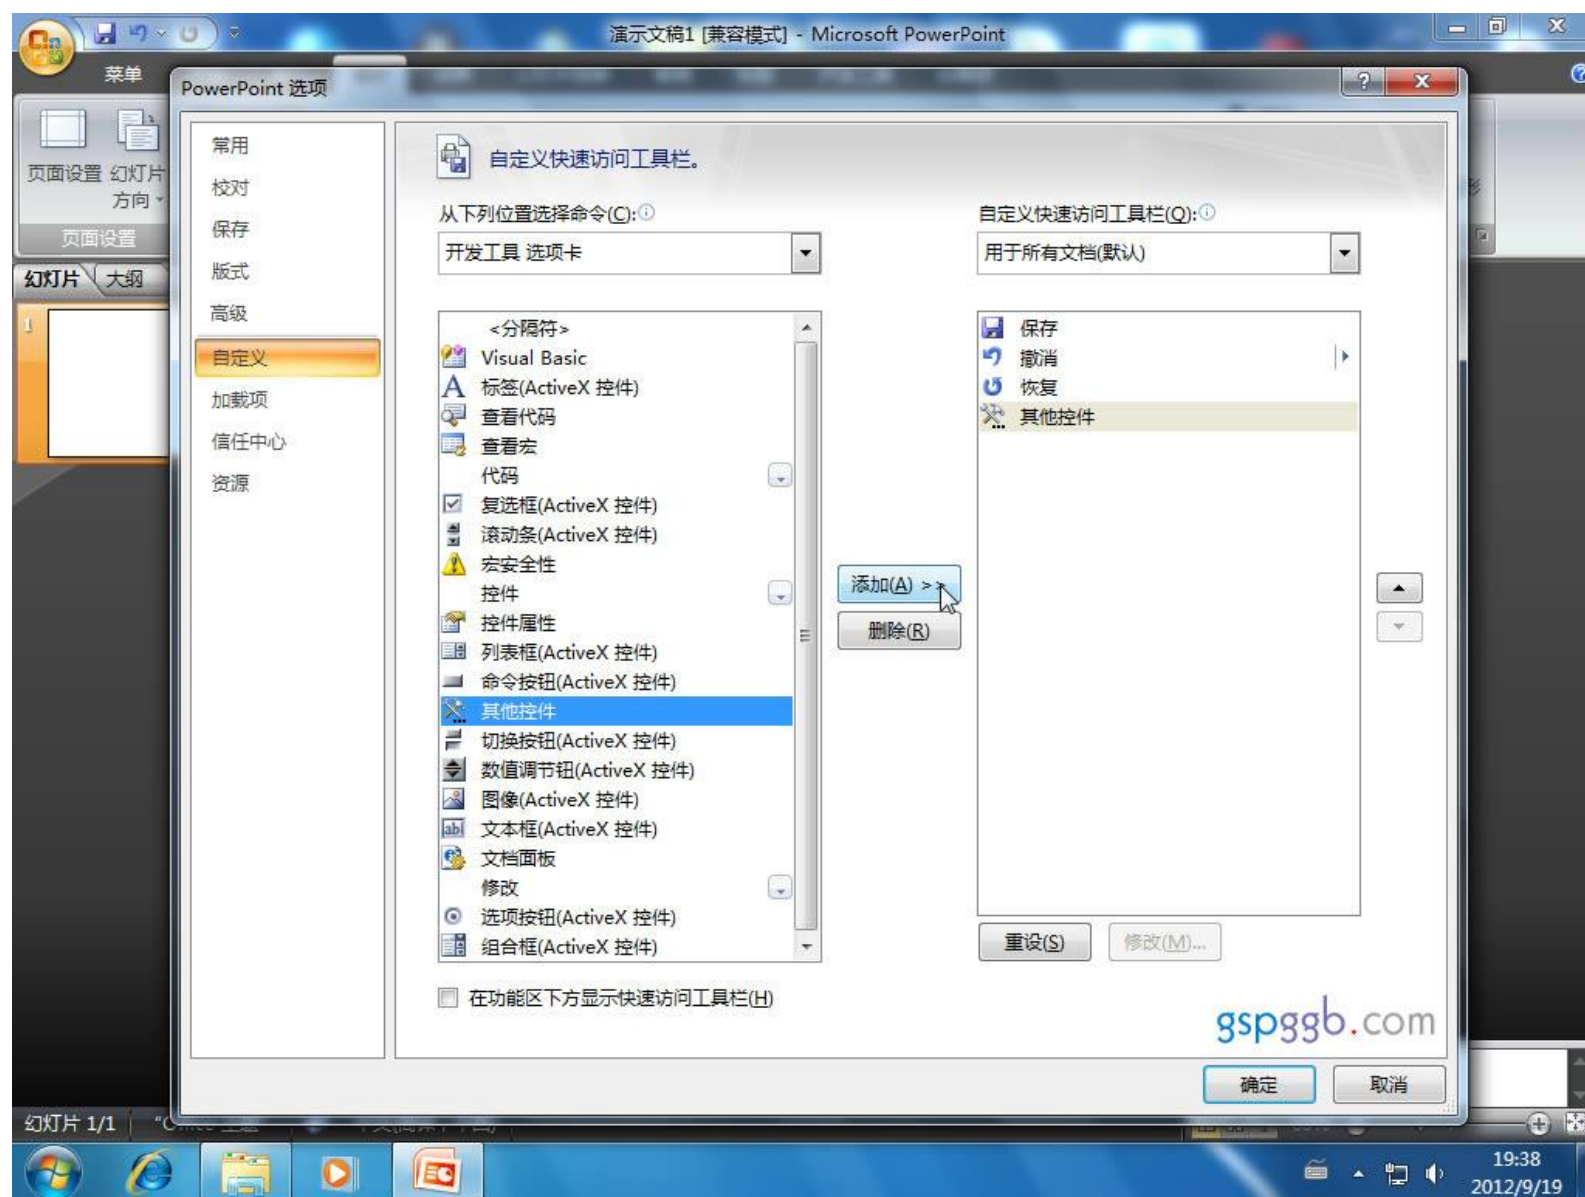 演示文稿1 [兼容模式] - Microsoft PowerPoint
菜单
PowerPoint 选项
页面设置 幻灯片
方向
页面设置
幻灯片 大纲
1
常用
校对
保存
版式
高级
自定义
加载项
信任中心
资源
自定义快速访问工具栏。
从下列位置选择命令(C):
开发工具 选项卡
<分隔符>
Visual Basic
标签(ActiveX 控件)
查看代码
查看宏
代码
复选框(ActiveX 控件)
滚动条(ActiveX 控件)
宏安全性
控件
控件属性
列表框(ActiveX 控件)
命令按钮(ActiveX 控件)
其他控件
切换按钮(ActiveX 控件)
数值调节钮(ActiveX 控件)
图像(ActiveX 控件)
文本框(ActiveX 控件)
文档面板
修改
选项按钮(ActiveX 控件)
组合框(ActiveX 控件)
添加(A) >>
删除(R)
自定义快速访问工具栏(Q):
用于所有文档(默认)
保存
撤消
恢复
其他控件
重设(S) 修改(M)...
在功能区下方显示快速访问工具栏(H)
gspggb.com
确定 取消
幻灯片 1/1
19:38
2012/9/19